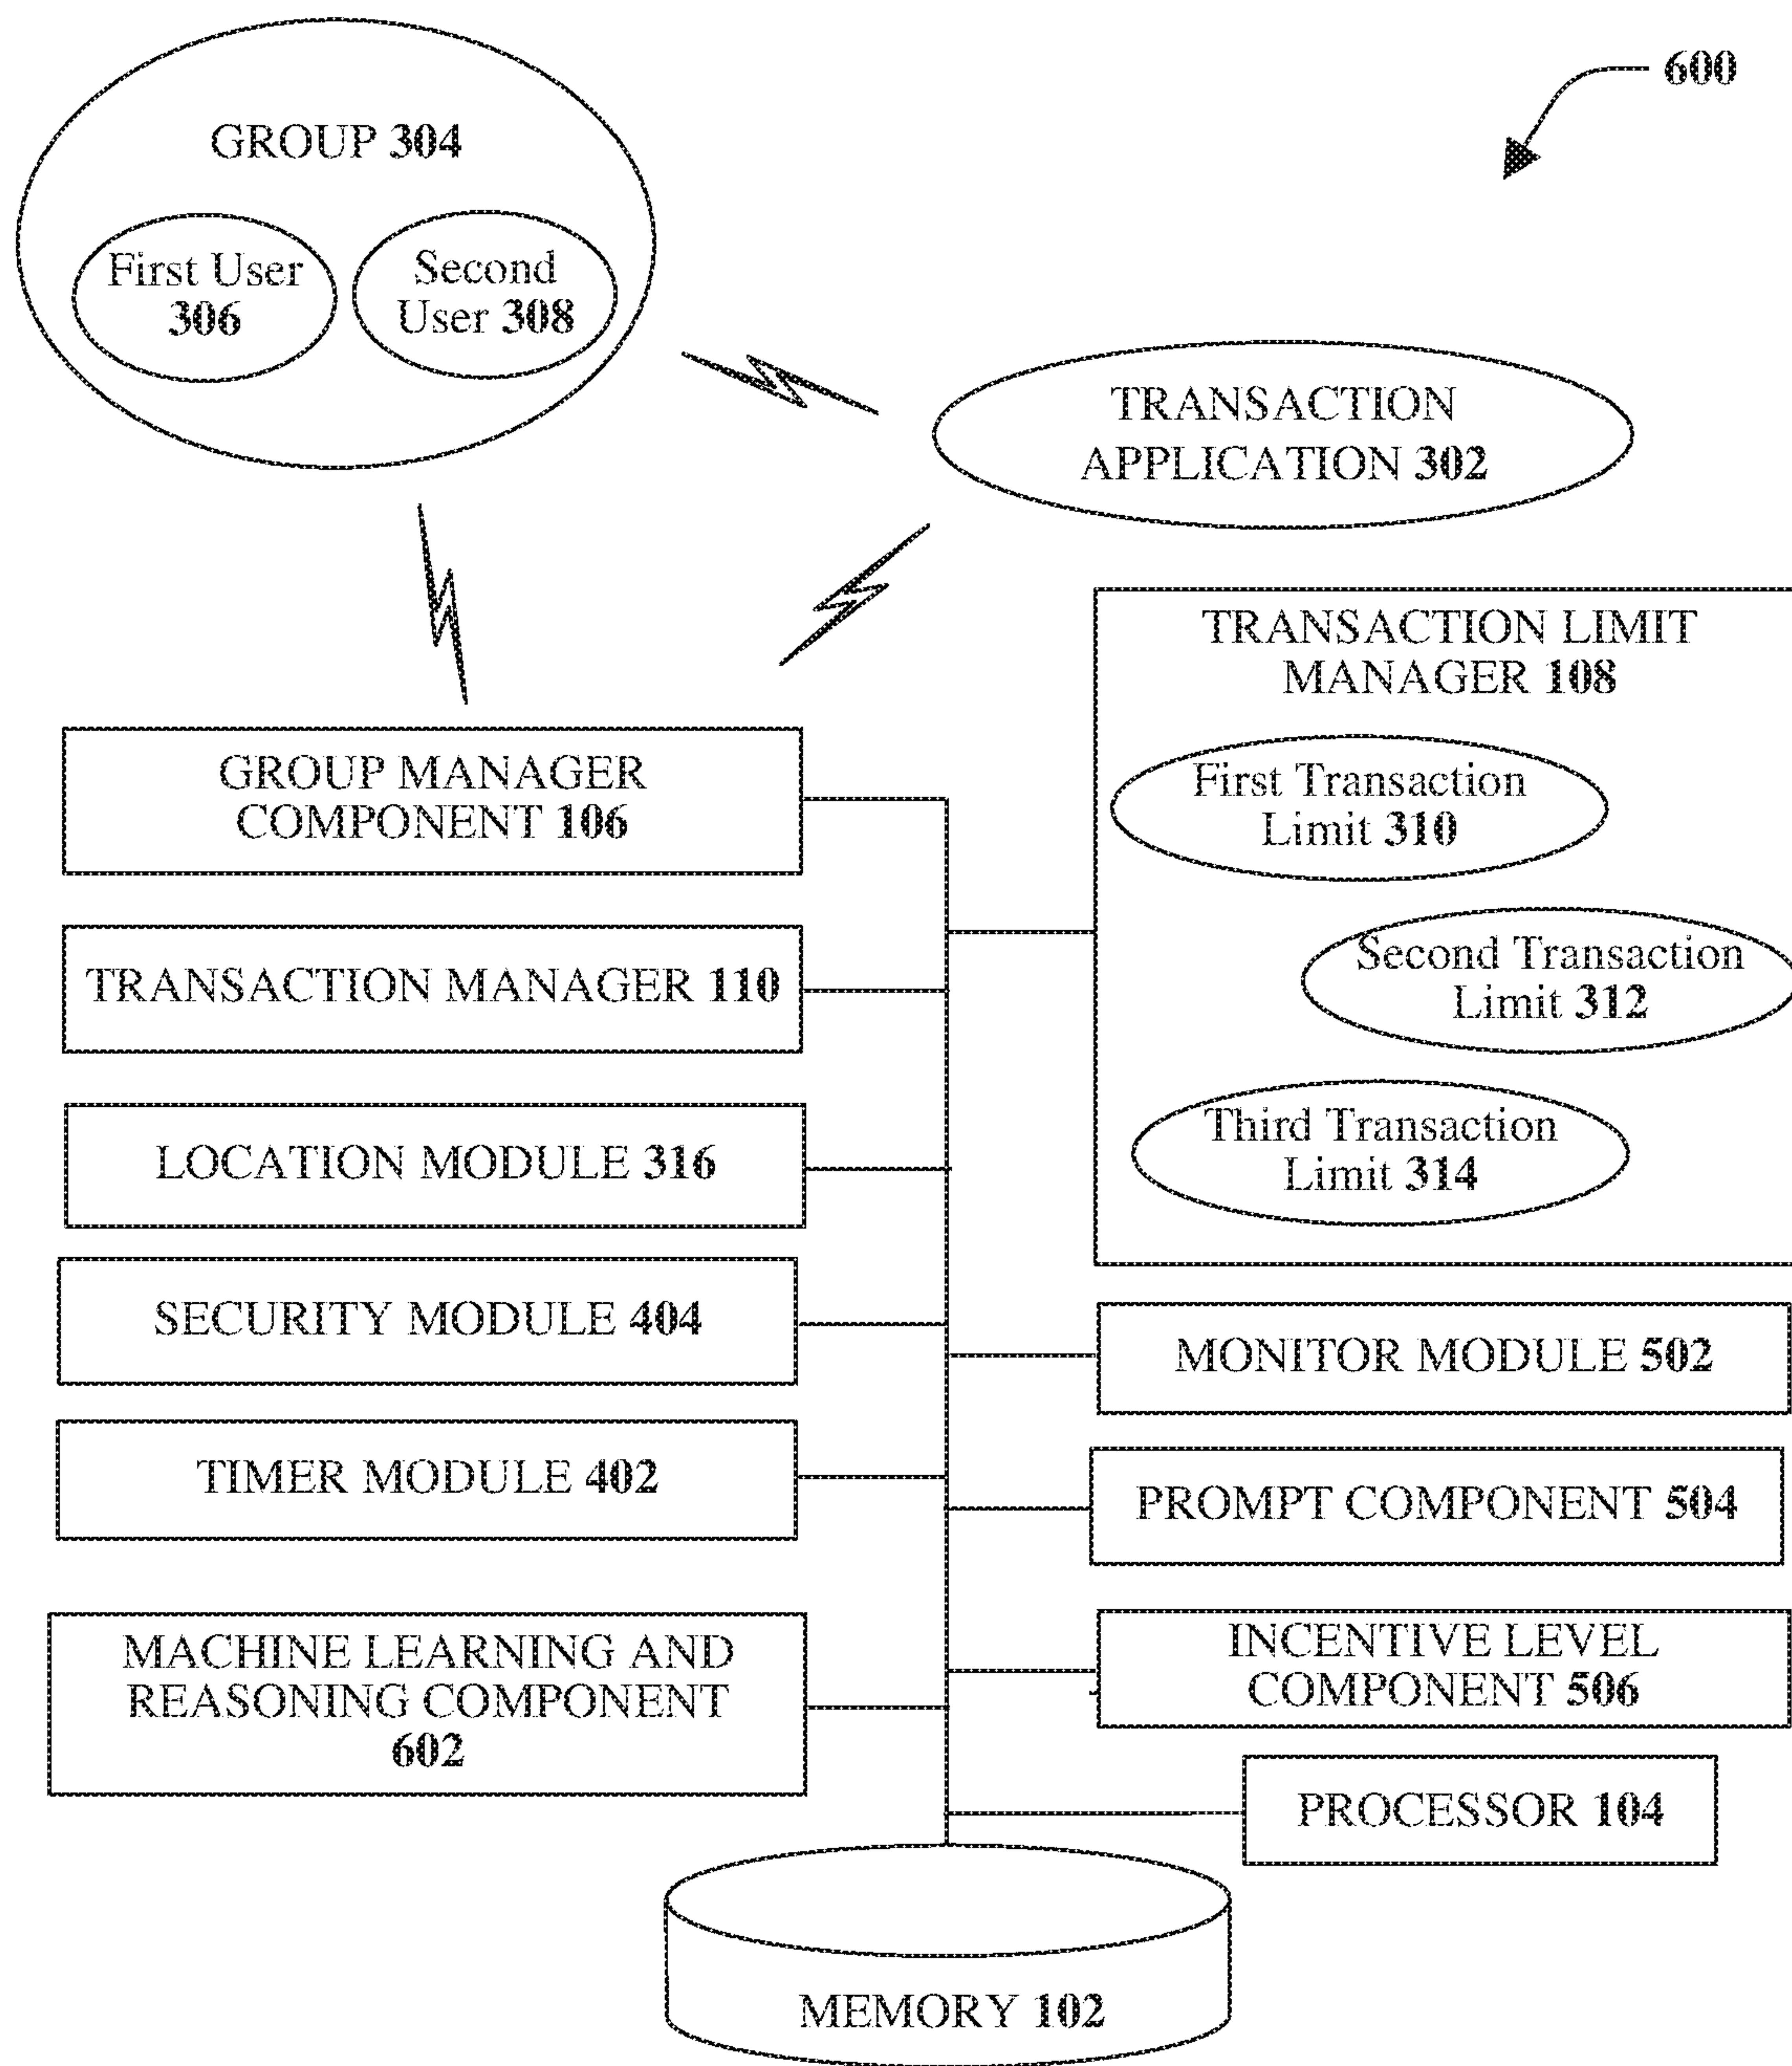 600
GROUP 304
First User
306
Second
User 308
TRANSACTION
APPLICATION 302
TRANSACTION LIMIT
MANAGER 108
First Transaction
Limit 310
Second Transaction
Limit 312
Third Transaction
Limit 314
GROUP MANAGER
COMPONENT 106
TRANSACTION MANAGER 110
LOCATION MODULE 316
SECURITY MODULE 404
MONITOR MODULE 502
TIMER MODULE 402
PROMPT COMPONENT 504
MACHINE LEARNING AND
REASONING COMPONENT
602
INCENTIVE LEVEL
COMPONENT 506
PROCESSOR 104
MEMORY 102